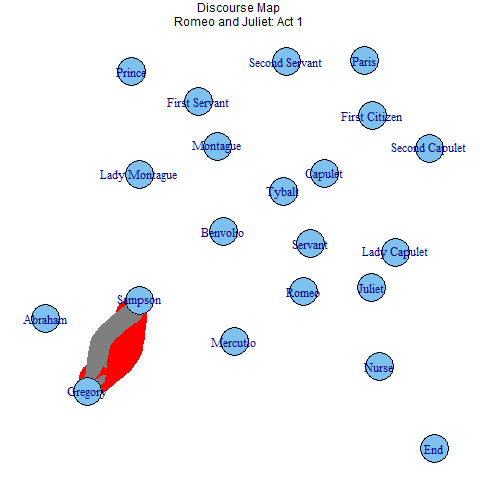 Discourse Map
Romeo and Juliet: Act 1
Second Servant
Paris
Prince
First Servant
First Citizen
Montague
Second Capulet
Lady Montague
Capulet
Tybalt
Benvolio
Servant
Lady Capulet
Juliet
Romeo
Sampson
Abraham
Mercutio
Nurse
Gregory
End